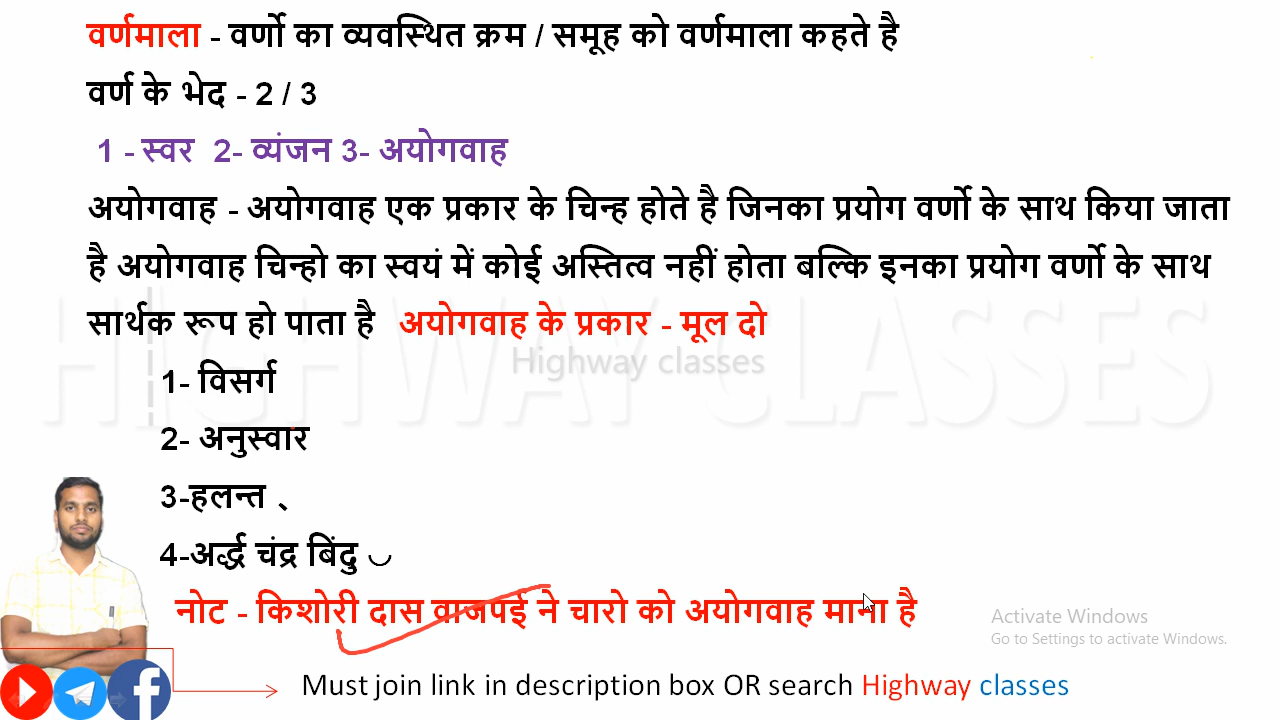 वर्णमाला - वर्णो का व्यवस्थित क्रम / समूह को वर्णमाला कहते है
वर्ण के भेद - 2 / 3
1 - स्वर 2- व्यंजन 3- अयोगवाह
अयोगवाह - अयोगवाह एक प्रकार के चिन्ह होते है जिनका प्रयोग वर्णो के साथ किया जाता
है अयोगवाह चिन्हो का स्वयं में कोई अस्तित्व नहीं होता बल्कि इनका प्रयोग वर्णो के साथ
सार्थक रूप हो पाता है अयोगवाह के प्रकार - मूल दो
HIGHWAY CLASSES
Highway classes
1- विसर्ग
2- अनुस्वार
3-हलन्त ्
4-अर्द्ध चंद्र बिंदु ◡
नोट - किशोरी दास वाजपई ने चारो को अयोगवाह माना है
Activate Windows
Go to Settings to activate Windows.
Must join link in description box OR search Highway classes